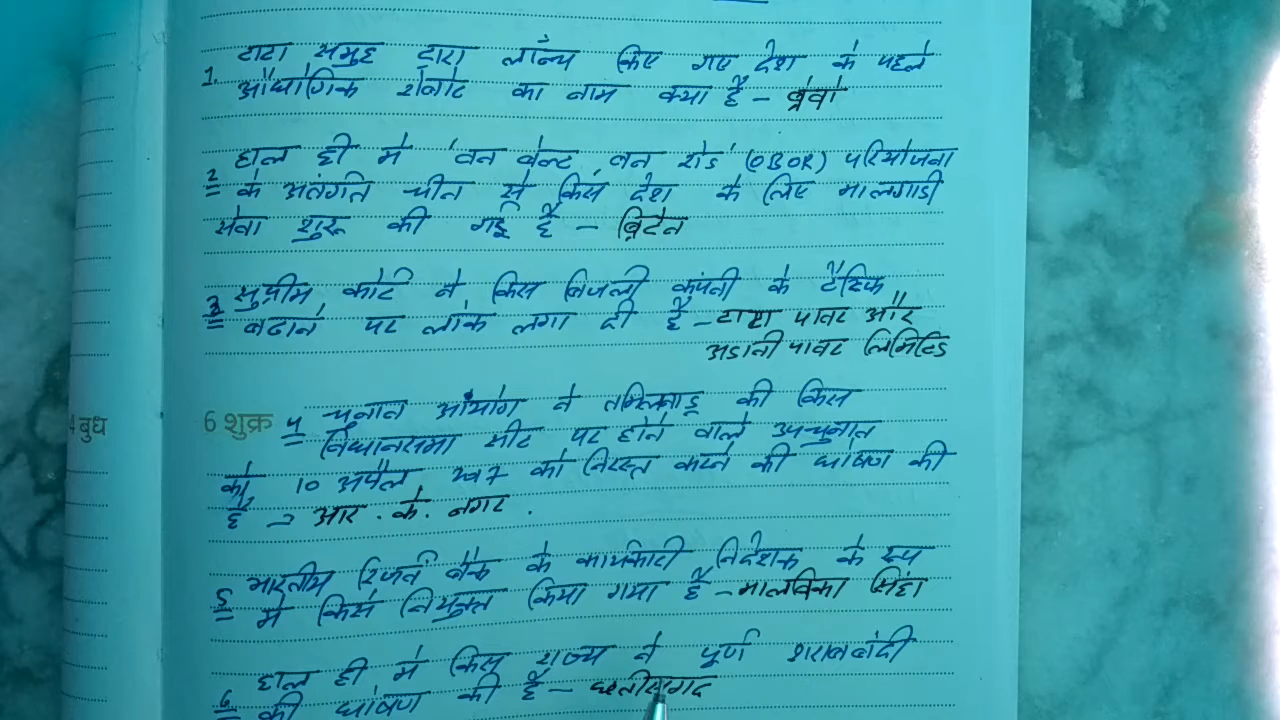 1. टाटा समुह द्वारा लॉन्च किए गए देश के पहले
औद्योगिक रोबोट का नाम क्या है - ब्रेवो
2 हाल ही मे 'वन बेल्ट, वन रोड' (OBOR) परियोजना
के अतंगति चीन से किस देश के लिए मालगाडी
सेवा शुरू की गई है - ब्रिटेन
3 सुप्रीम कोर्ट ने किस बिजली कंपनी के टैरिफ
बढाने पर लोक लगा दी है - टाटा पावर और
अडानी पावर लिमिटिड
4 बुध
6 शुक्र
4 चुनाव आयोग ने तमिलनाडू की किस
विधानसभा सीट पर होने वाले उपचुनाव
को 10 अप्रैल 2017 को निरस्त करने की घोषण की
है - आर. के. नगर.
5 भारतीय रिजर्व बैंक के कार्यकारी निदेशक के रूप
मे किसे नियुक्त किया गया है - मालविका सिंहा
6 हाल ही मे किस राज्य ने पूर्ण शराबबंदी
की घोषण की है - छतीसगढ